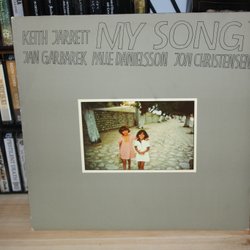 KEITH JARRETT MY SONG
JAN GARBAREK PALLE DANIELSSON JON CHRISTENSEN